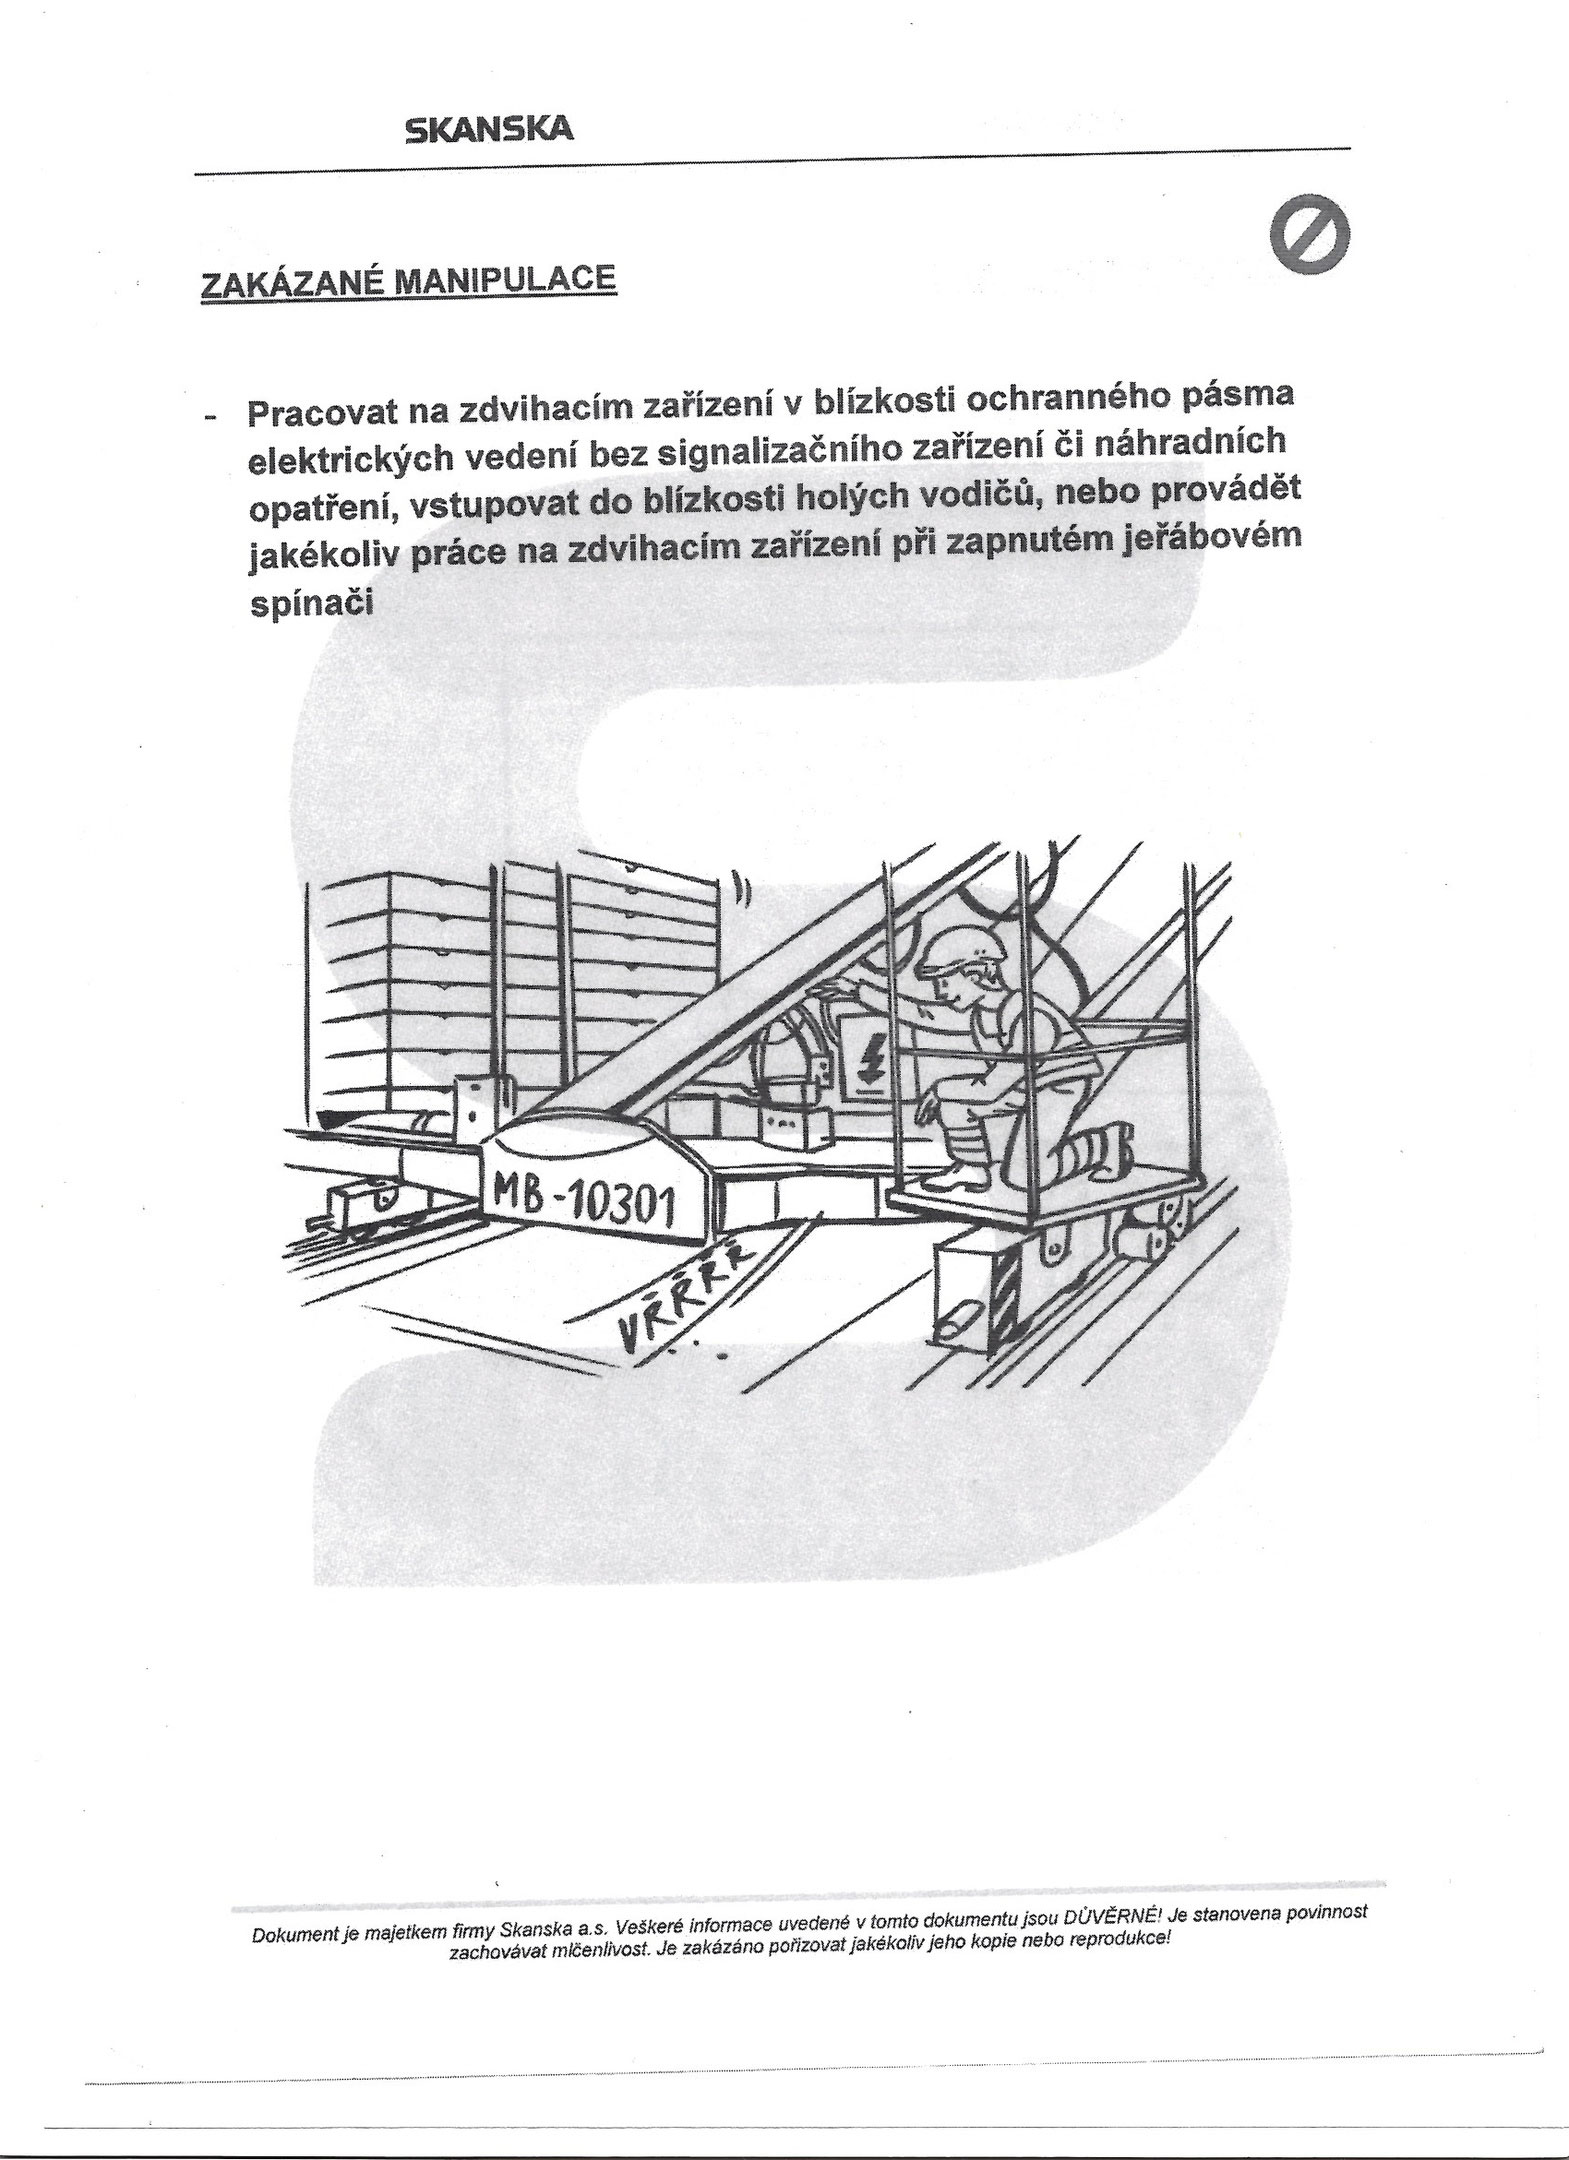 SKANSKA
ZAKÁZANÉ MANIPULACE
- Pracovat na zdvihacím zařízení v blízkosti ochranného pásma
elektrických vedení bez signalizačního zařízení či náhradních
opatření, vstupovat do blízkosti holých vodičů, nebo provádět
jakékoliv práce na zdvihacím zařízení při zapnutém jeřábovém
spínači
MB-10301
VŘŘŘŘ
Dokument je majetkem firmy Skanska a.s. Veškeré informace uvedené v tomto dokumentu jsou DŮVĚRNÉ! Je stanovena povinnost
zachovávat mlčenlivost. Je zakázáno pořizovat jakékoliv jeho kopie nebo reprodukce!